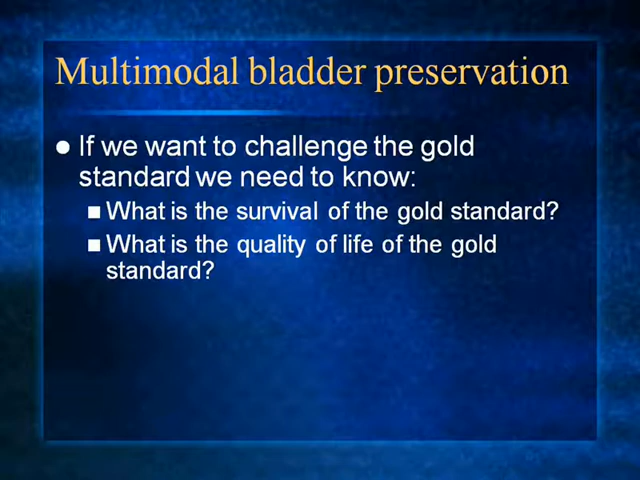 Multimodal bladder preservation
If we want to challenge the gold
standard we need to know:
What is the survival of the gold standard?
What is the quality of life of the gold
standard?